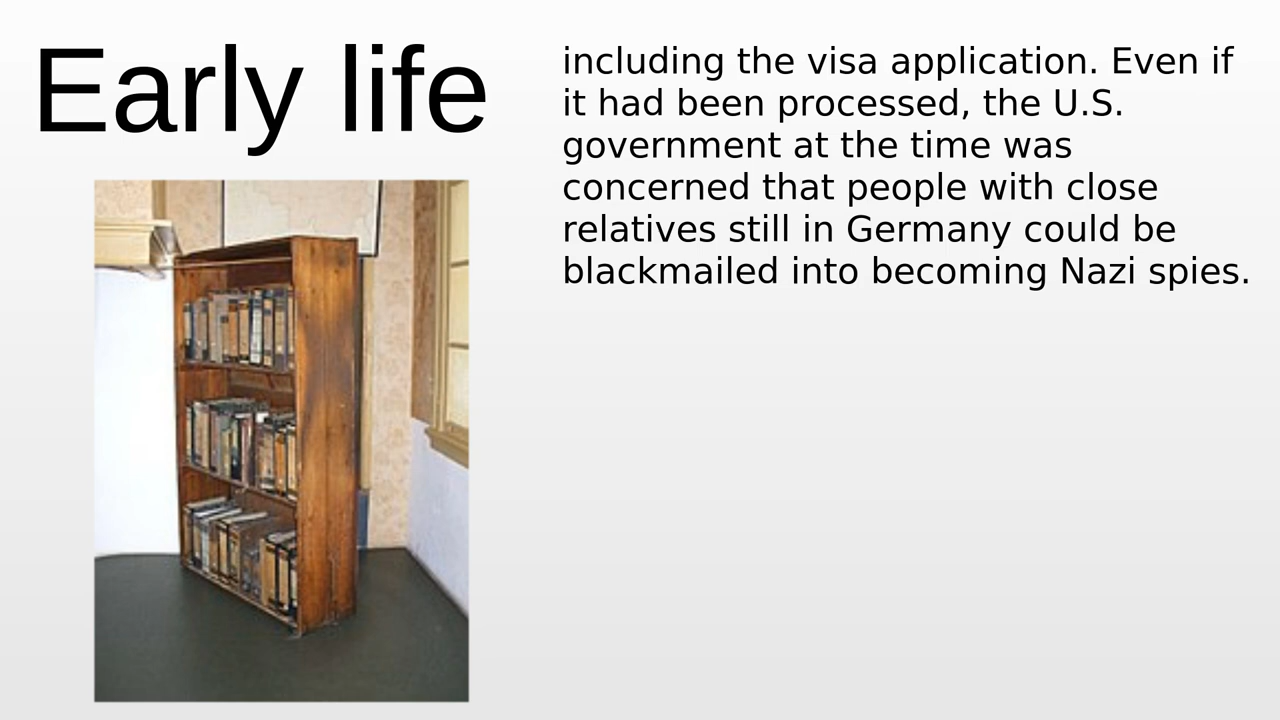 Early life
including the visa application. Even if
it had been processed, the U.S.
government at the time was
concerned that people with close
relatives still in Germany could be
blackmailed into becoming Nazi spies.